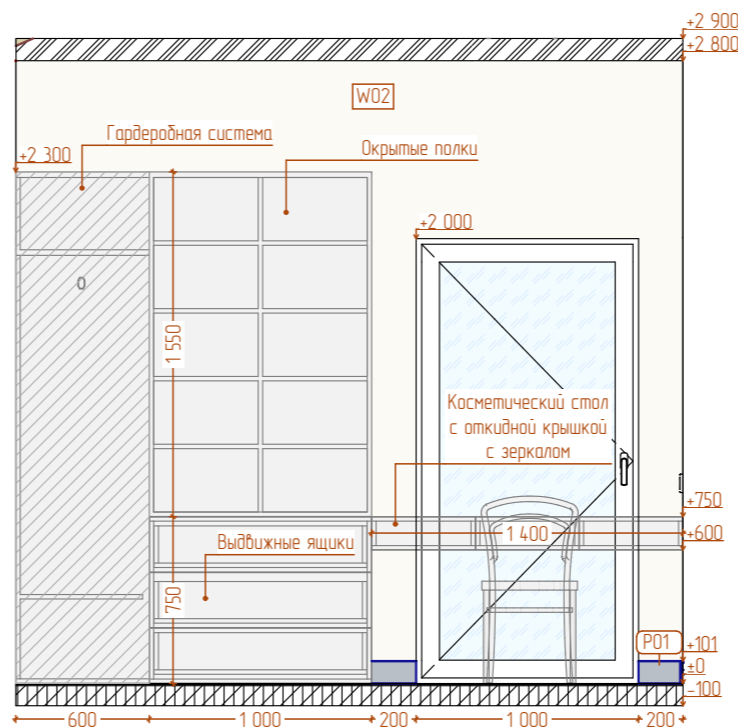 +2 900
+2 800
W02
Гардеробная система
+2 300
Окрытые полки
+2 000
1 550
Косметический стол
с откидной крышкой
с зеркалом
+750
1 400
+600
Выдвижные ящики
750
P01
+101
±0
-100
600
1 000
200
1 000
200